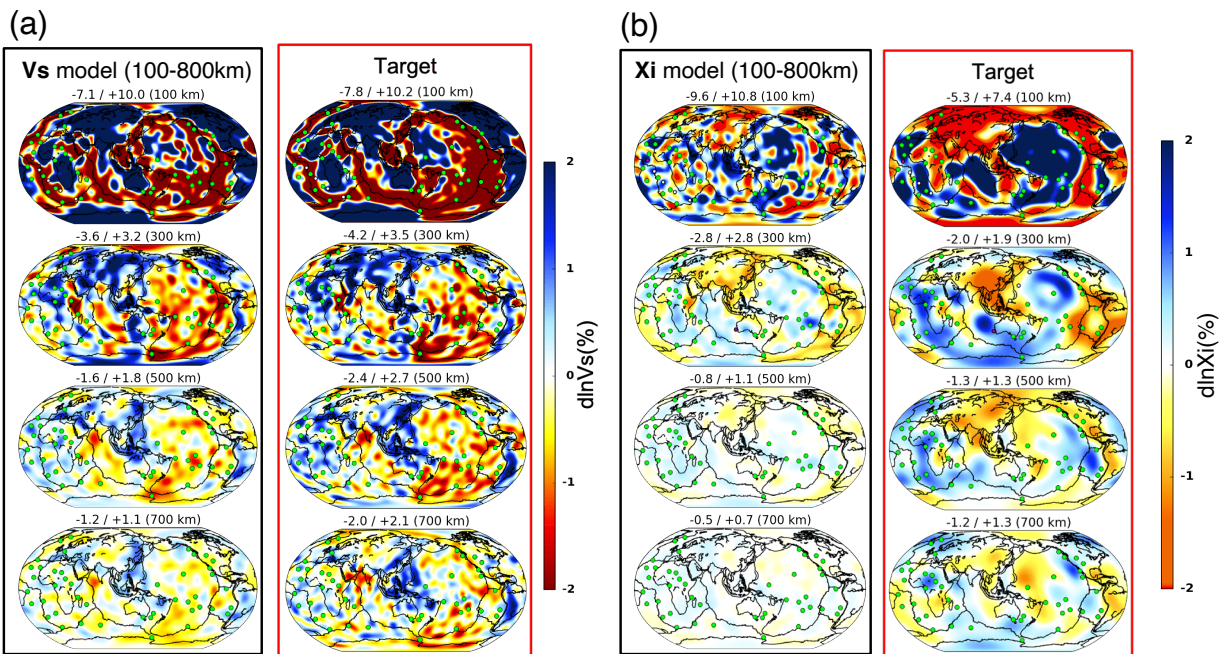 (a)
Vs model (100-800km)
-7.1 / +10.0 (100 km)
-3.6 / +3.2 (300 km)
-1.6 / +1.8 (500 km)
-1.2 / +1.1 (700 km)
Target
-7.8 / +10.2 (100 km)
-4.2 / +3.5 (300 km)
-2.4 / +2.7 (500 km)
-2.0 / +2.1 (700 km)
2
1
0
-1
-2
dlnVs(%)
(b)
Xi model (100-800km)
-9.6 / +10.8 (100 km)
-2.8 / +2.8 (300 km)
-0.8 / +1.1 (500 km)
-0.5 / +0.7 (700 km)
Target
-5.3 / +7.4 (100 km)
-2.0 / +1.9 (300 km)
-1.3 / +1.3 (500 km)
-1.2 / +1.3 (700 km)
2
1
0
-1
-2
dlnXi(%)